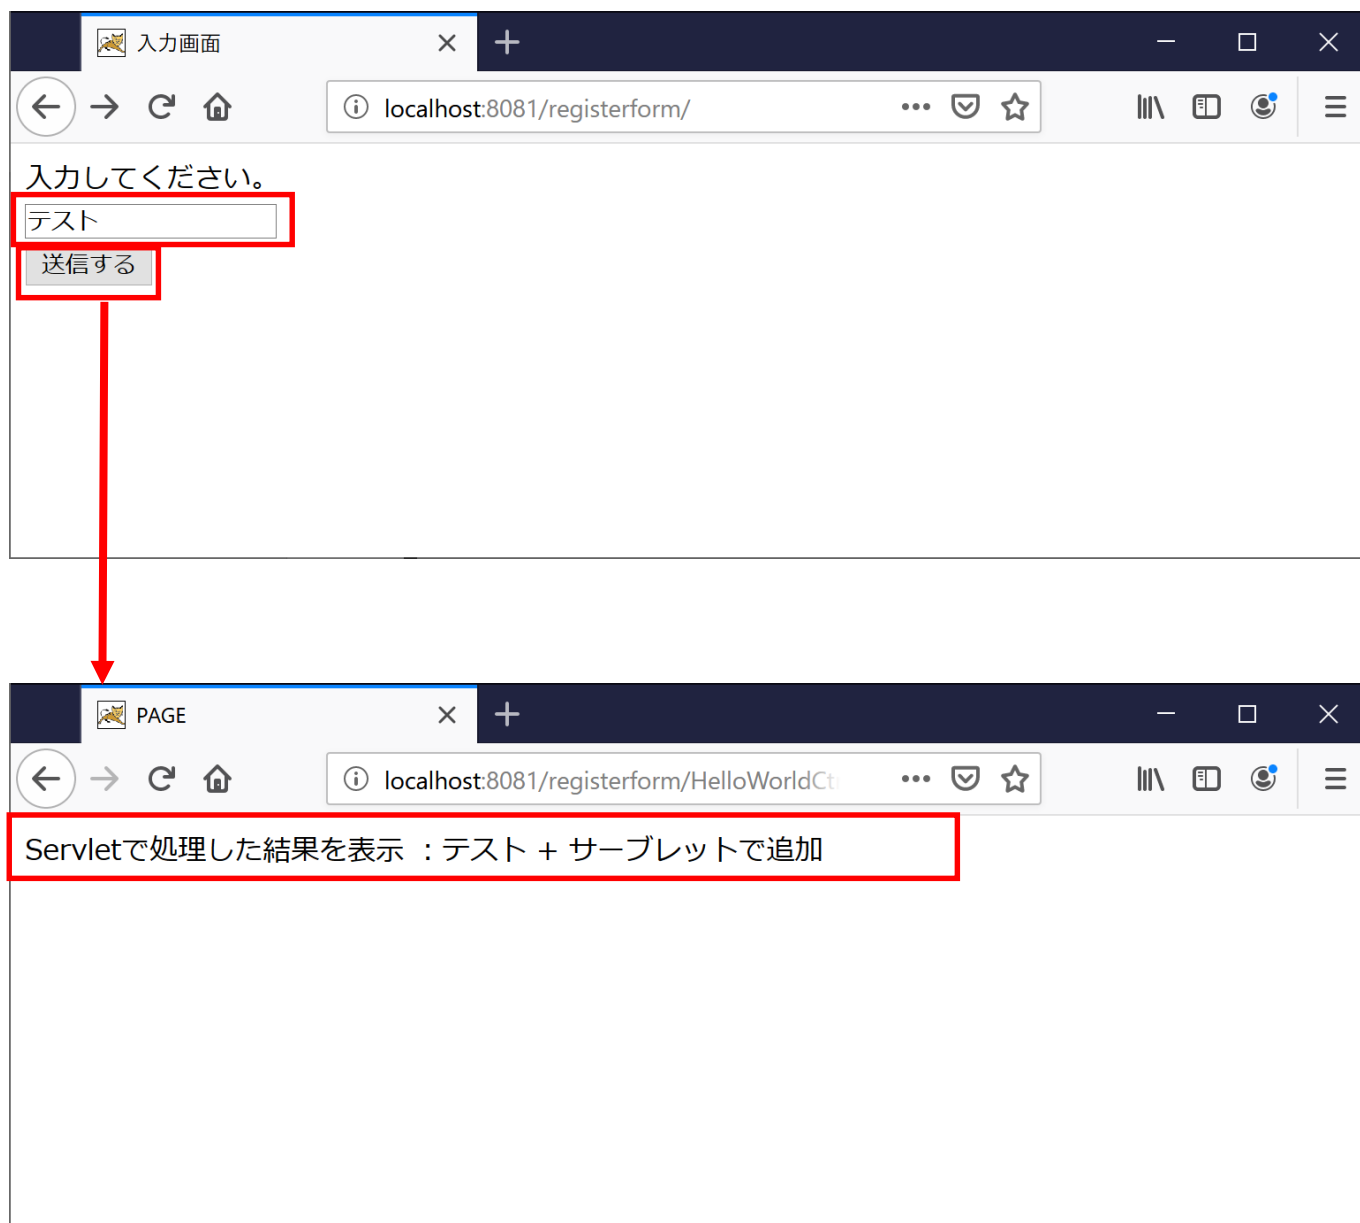 入力画面
localhost:8081/registerform/
入力してください。
テスト
送信する
PAGE
localhost:8081/registerform/HelloWorldCt
Servletで処理した結果を表示 ：テスト + サーブレットで追加